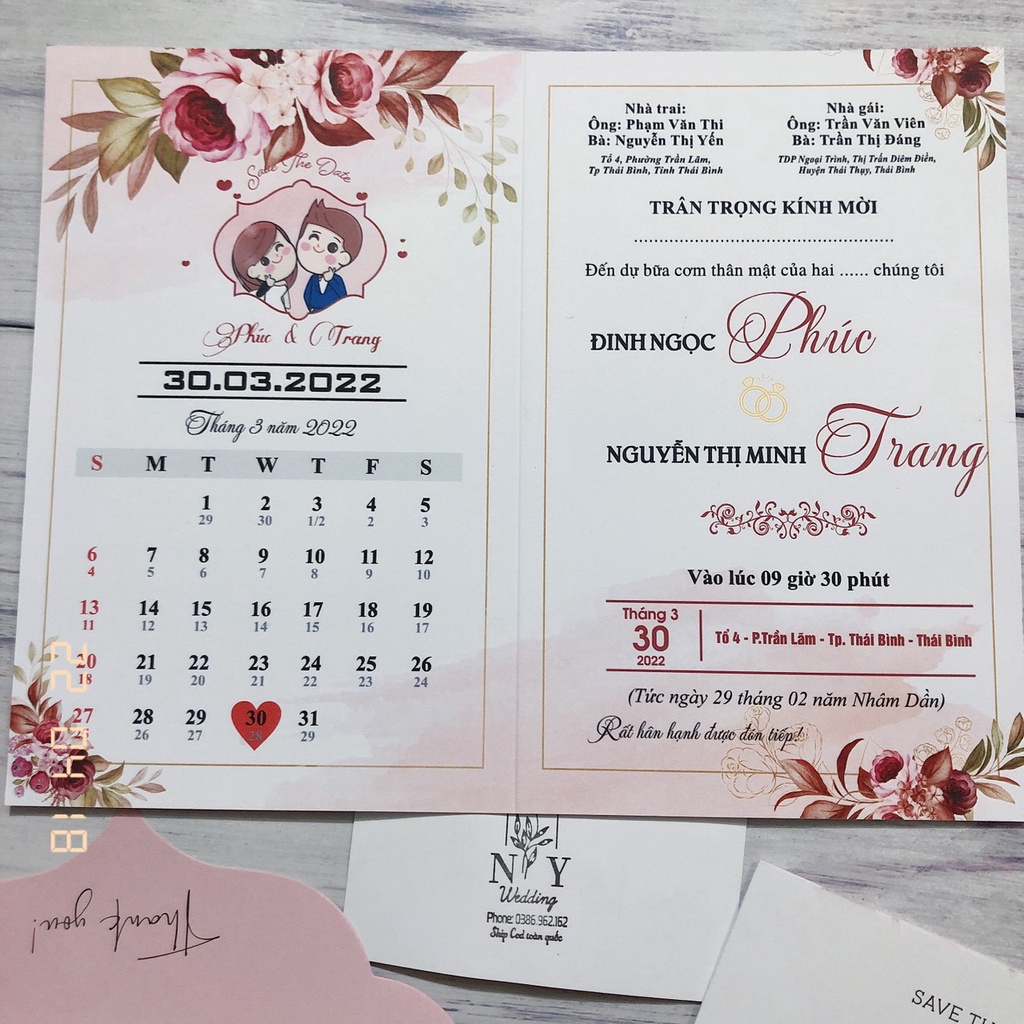 Save The Date
Phúc & Trang
30.03.2022
Tháng 3 năm 2022
S M T W T F S
1 2 3 4 5
29 30 1/2 2 3
6 7 8 9 10 11 12
4 5 6 7 8 9 10
13 14 15 16 17 18 19
11 12 13 14 15 16 17
20 21 22 23 24 25 26
18 19 20 21 22 23 24
27 28 29 30 31
26 27 28 29
Nhà trai:
Ông: Phạm Văn Thi
Bà: Nguyễn Thị Yến
Tổ 4, Phường Trần Lãm,
Tp Thái Bình, Tỉnh Thái Bình
Nhà gái:
Ông: Trần Văn Viên
Bà: Trần Thị Đáng
TDP Ngoại Trình, Thị Trấn Diêm Điền,
Huyện Thái Thụy, Thái Bình
TRÂN TRỌNG KÍNH MỜI
............................................
Đến dự bữa cơm thân mật của hai ...... chúng tôi
ĐINH NGỌC Phúc
NGUYỄN THỊ MINH Trang
Vào lúc 09 giờ 30 phút
Tháng 3
30
2022
Tổ 4 - P.Trần Lãm - Tp. Thái Bình - Thái Bình
(Tức ngày 29 tháng 02 năm Nhâm Dần)
Rất hân hạnh được đón tiếp!
N Y
Wedding
Phone: 0386.962.162
Ship Cod toàn quốc
Thank you!
SAVE